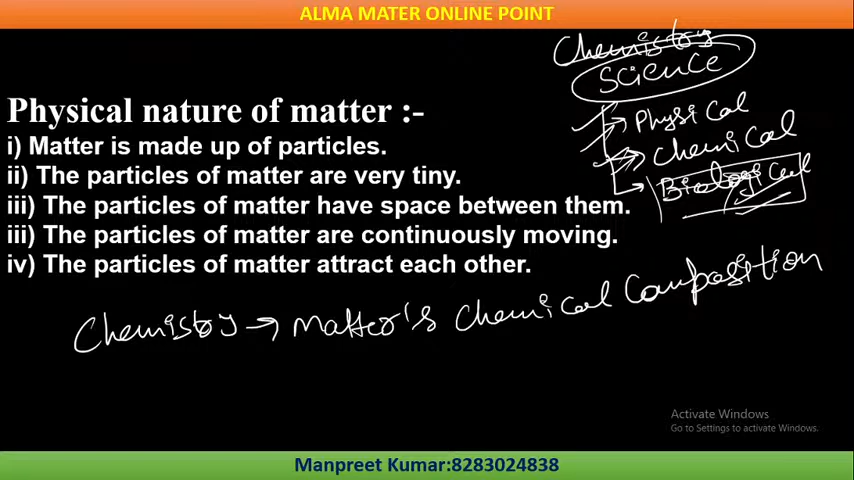 ALMA MATER ONLINE POINT
Chemistry
Science
Physical
Chemical
Biological
Physical nature of matter :-
i) Matter is made up of particles.
ii) The particles of matter are very tiny.
iii) The particles of matter have space between them.
iii) The particles of matter are continuously moving.
iv) The particles of matter attract each other.
Chemistry → Matter's Chemical Composition
Activate Windows
Go to Settings to activate Windows.
Manpreet Kumar:8283024838